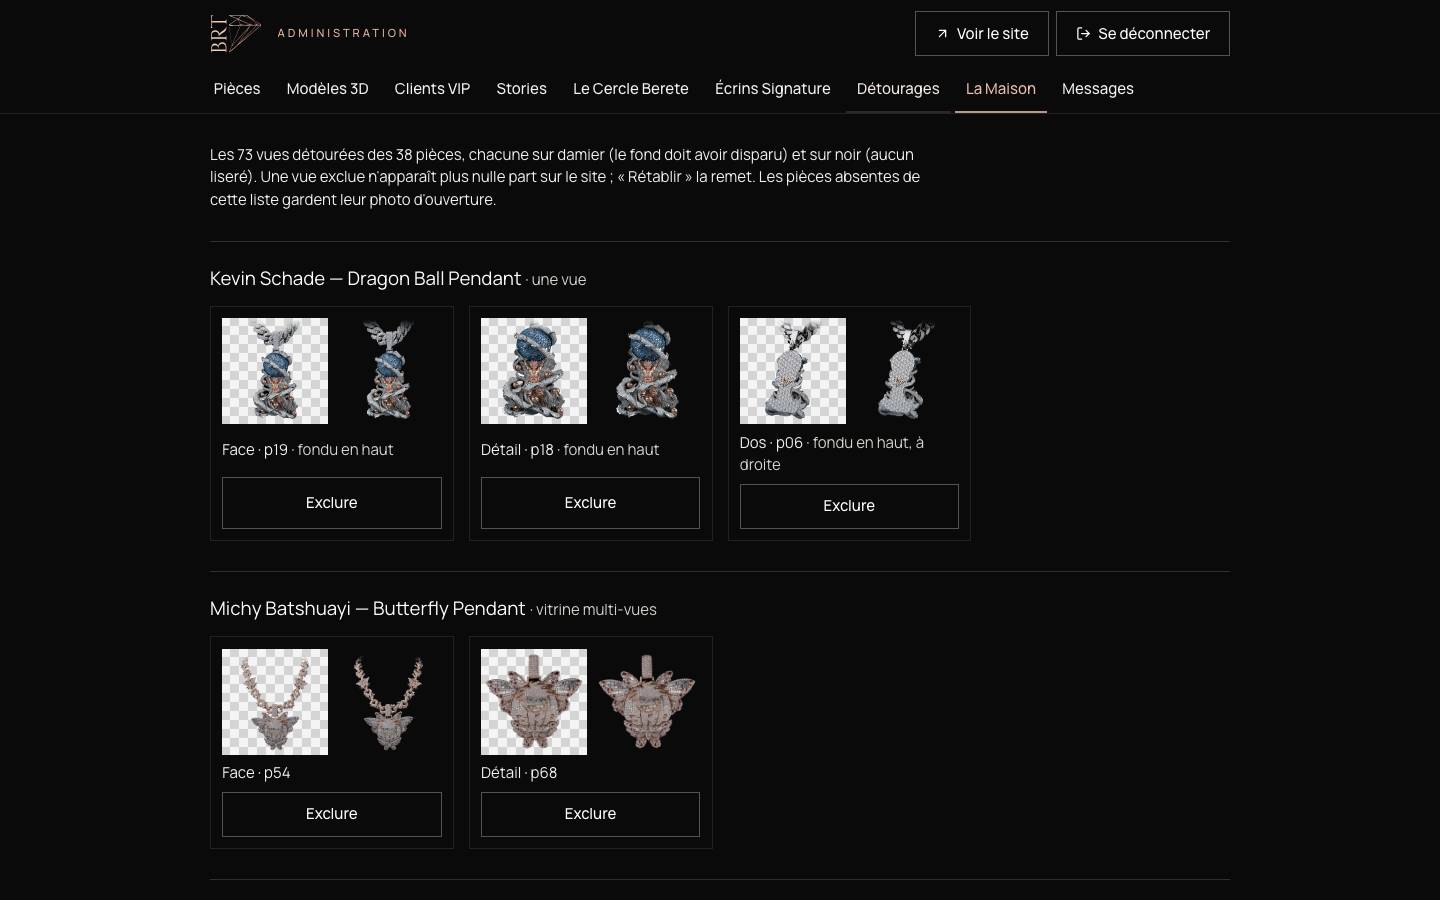 BRT
ADMINISTRATION
Voir le site
Se déconnecter
Pièces
Modèles 3D
Clients VIP
Stories
Le Cercle Berete
Écrins Signature
Détourages
La Maison
Messages
Les 73 vues détourées des 38 pièces, chacune sur damier (le fond doit avoir disparu) et sur noir (aucun
liseré). Une vue exclue n'apparaît plus nulle part sur le site ; « Rétablir » la remet. Les pièces absentes de
cette liste gardent leur photo d'ouverture.
Kevin Schade — Dragon Ball Pendant · une vue
Face · p19 · fondu en haut
Exclure
Détail · p18 · fondu en haut
Exclure
Dos · p06 · fondu en haut, à
droite
Exclure
Michy Batshuayi — Butterfly Pendant · vitrine multi-vues
Face · p54
Exclure
Détail · p68
Exclure